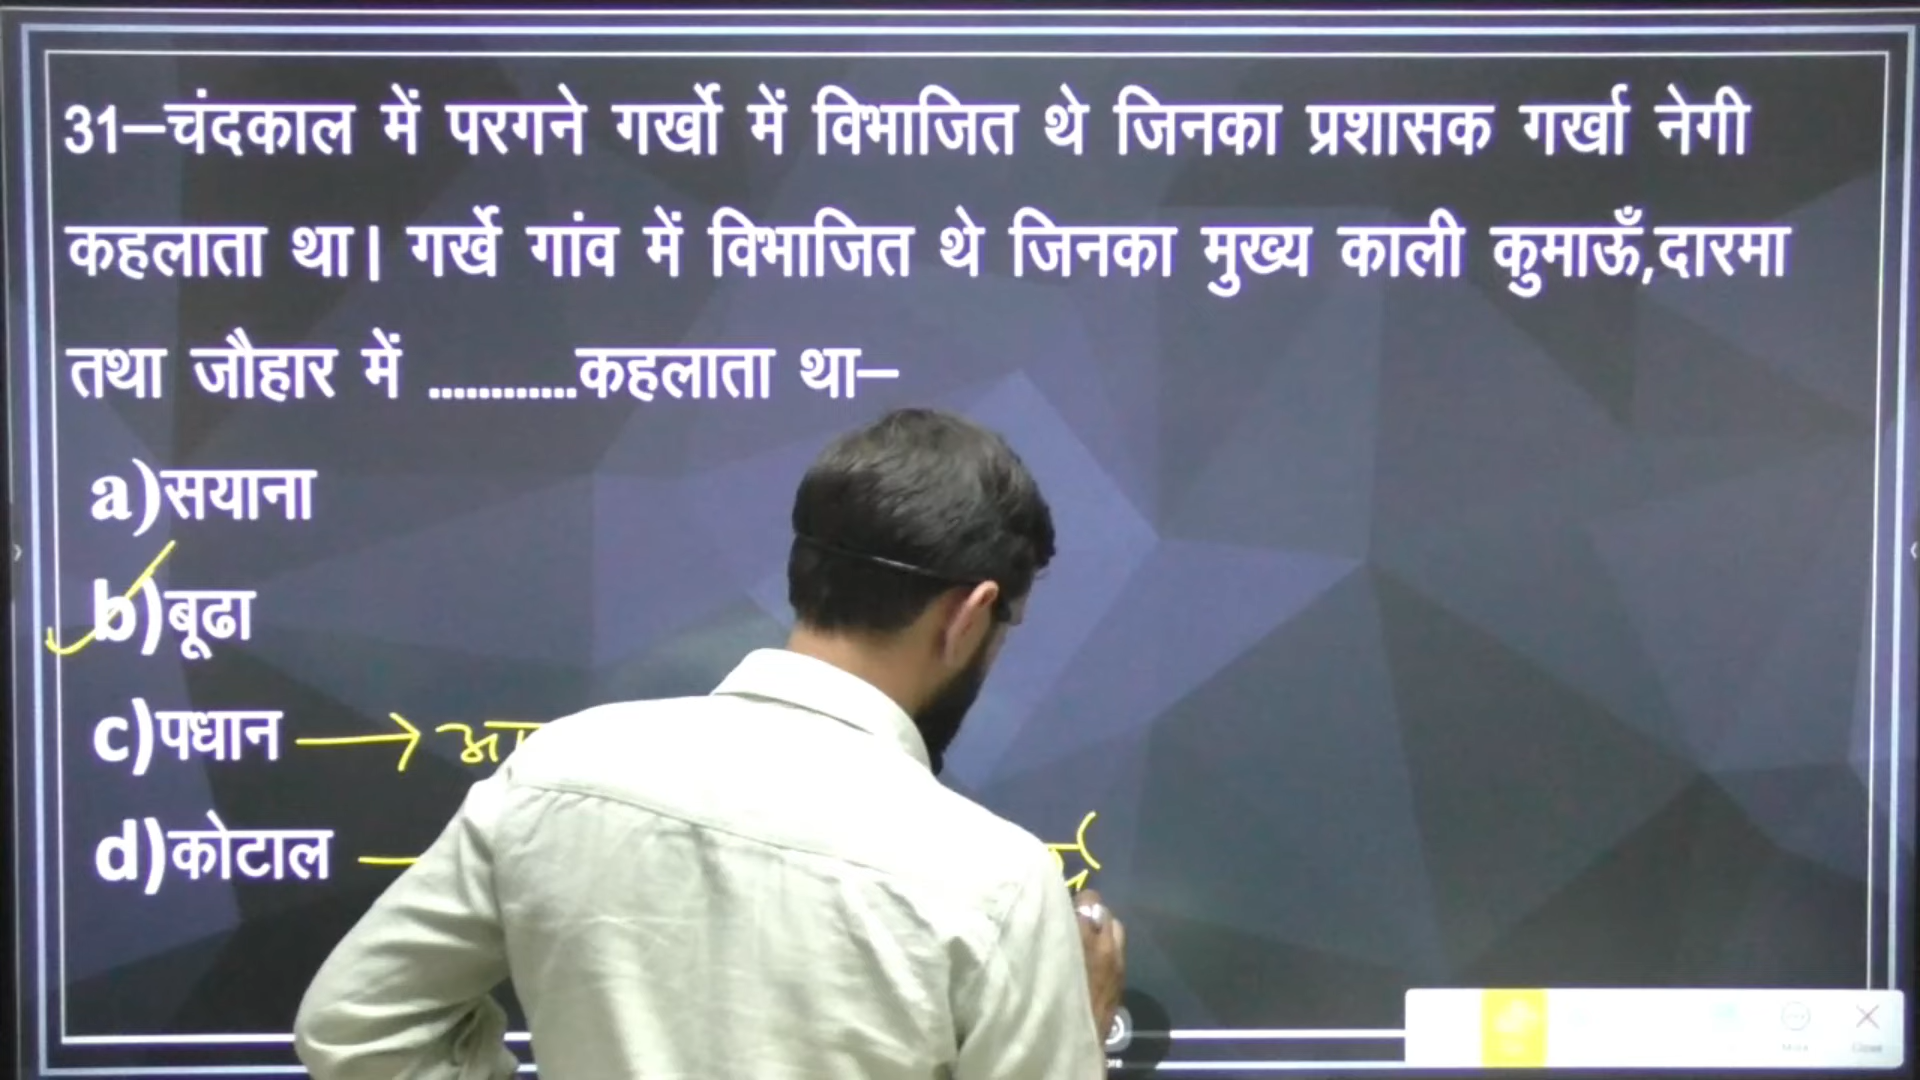 31–चंदकाल में परगने गर्खो में विभाजित थे जिनका प्रशासक गर्खा नेगी
कहलाता था| गर्खे गांव में विभाजित थे जिनका मुख्य काली कुमाऊँ,दारमा
तथा जौहार में ............कहलाता था–
a)सयाना
b)बूढा
c)पधान
d)कोटाल